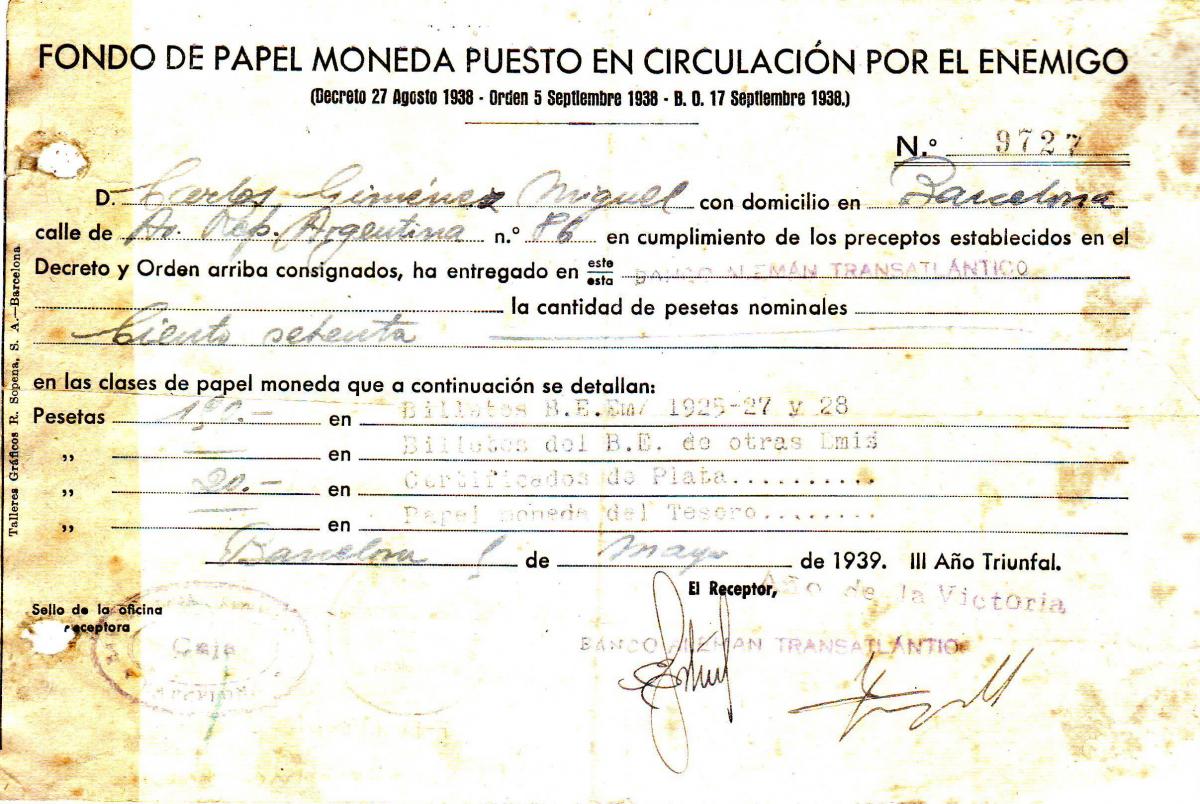 FONDO DE PAPEL MONEDA PUESTO EN CIRCULACIÓN POR EL ENEMIGO
(Decreto 27 Agosto 1938 - Orden 5 Septiembre 1938 - B. O. 17 Septiembre 1938.)
N.° 9727
D. Carlos Giménez Miguel con domicilio en Barcelona
calle de Av. Rep. Argentina n.° 86 en cumplimiento de los preceptos establecidos en el
Decreto y Orden arriba consignados, ha entregado en este/esta BANCO ALEMÁN TRANSATLÁNTICO
la cantidad de pesetas nominales
Ciento setenta
en las clases de papel moneda que a continuación se detallan:
Pesetas 150.- en Billetes B.E.Em/ 1925-27 y 28
„ — en Billetes del B.E. de otras Emis
„ 20.- en Certificados de Plata..........
„ — en Papel moneda del Tesoro........
Barcelona de Mayo de 1939. III Año Triunfal.
El Receptor,
Año de la Victoria
Sello de la oficina
receptora
Caja
BANCO ALEMÁN TRANSATLÁNTICO
Talleres Gráficos R. Sopena, S. A.—Barcelona